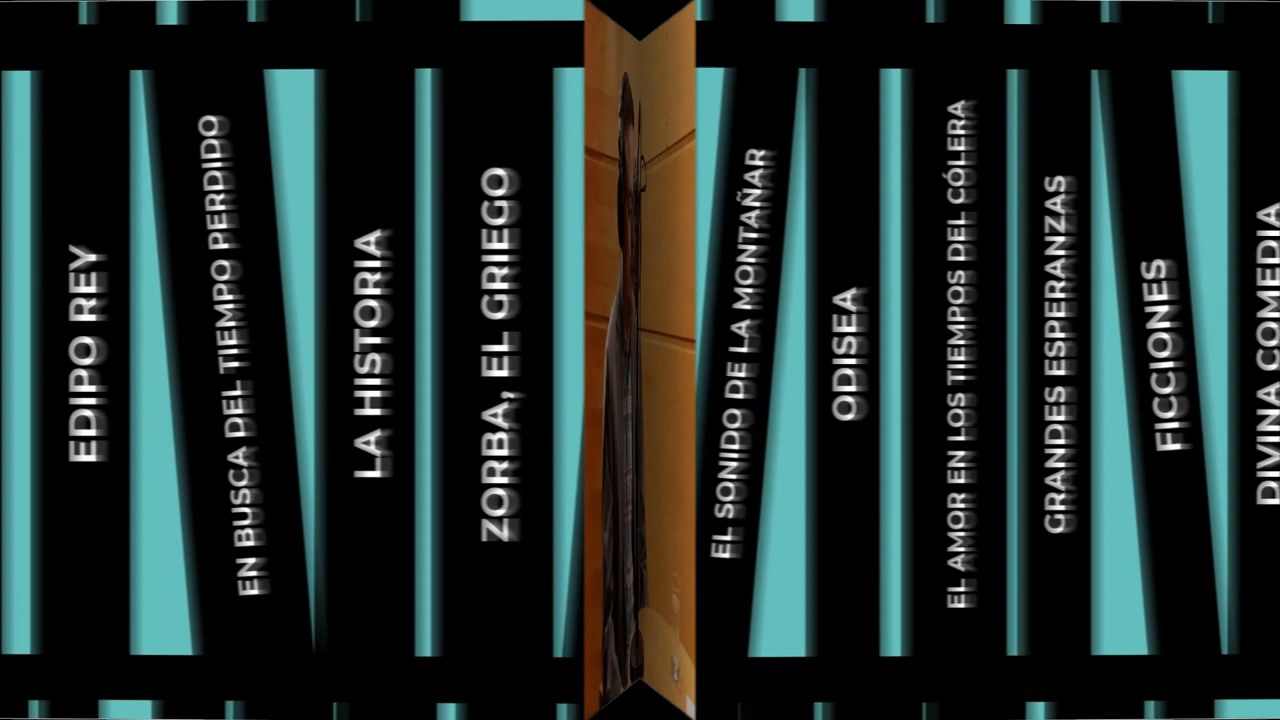 EDIPO REY
EN BUSCA DEL TIEMPO PERDIDO
LA HISTORIA
ZORBA, EL GRIEGO
EL SONIDO DE LA MONTAÑAR
ODISEA
EL AMOR EN LOS TIEMPOS DEL CÓLERA
GRANDES ESPERANZAS
FICCIONES
DIVINA COMEDIA